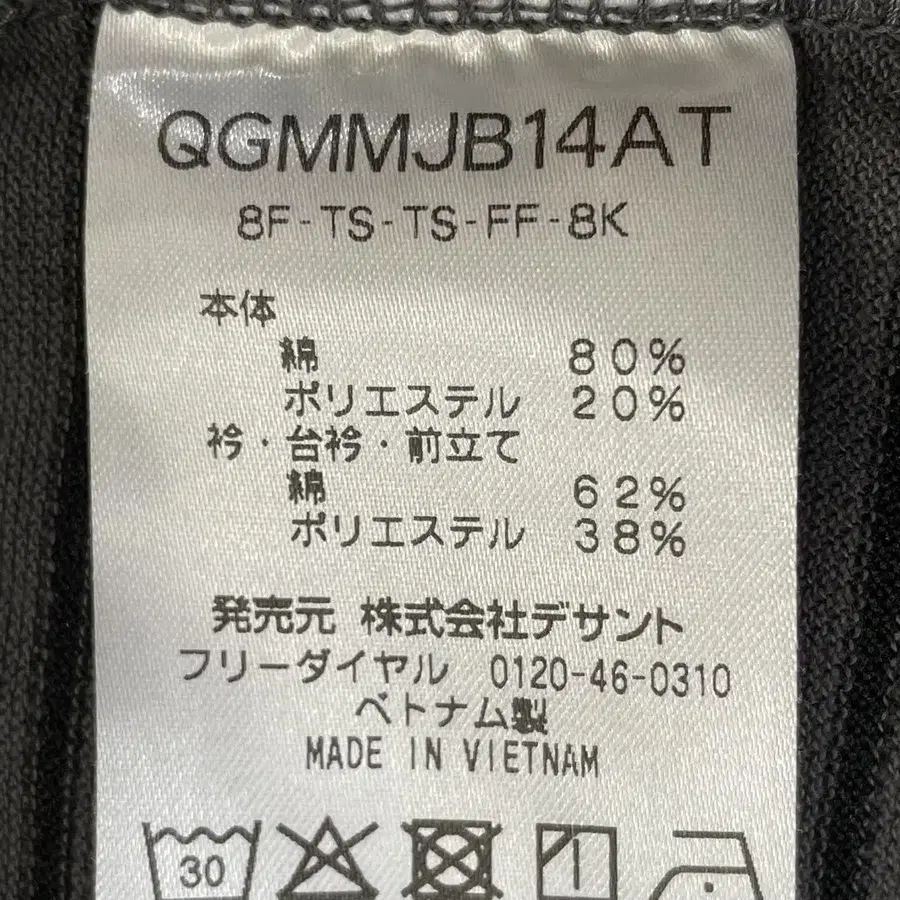 QGMMJB14AT
8F-TS-TS-FF-8K
本体
綿 80%
ポリエステル 20%
衿・台衿・前立て
綿 62%
ポリエステル 38%
発売元 株式会社デサント
フリーダイヤル 0120-46-0310
ベトナム製
MADE IN VIETNAM
30